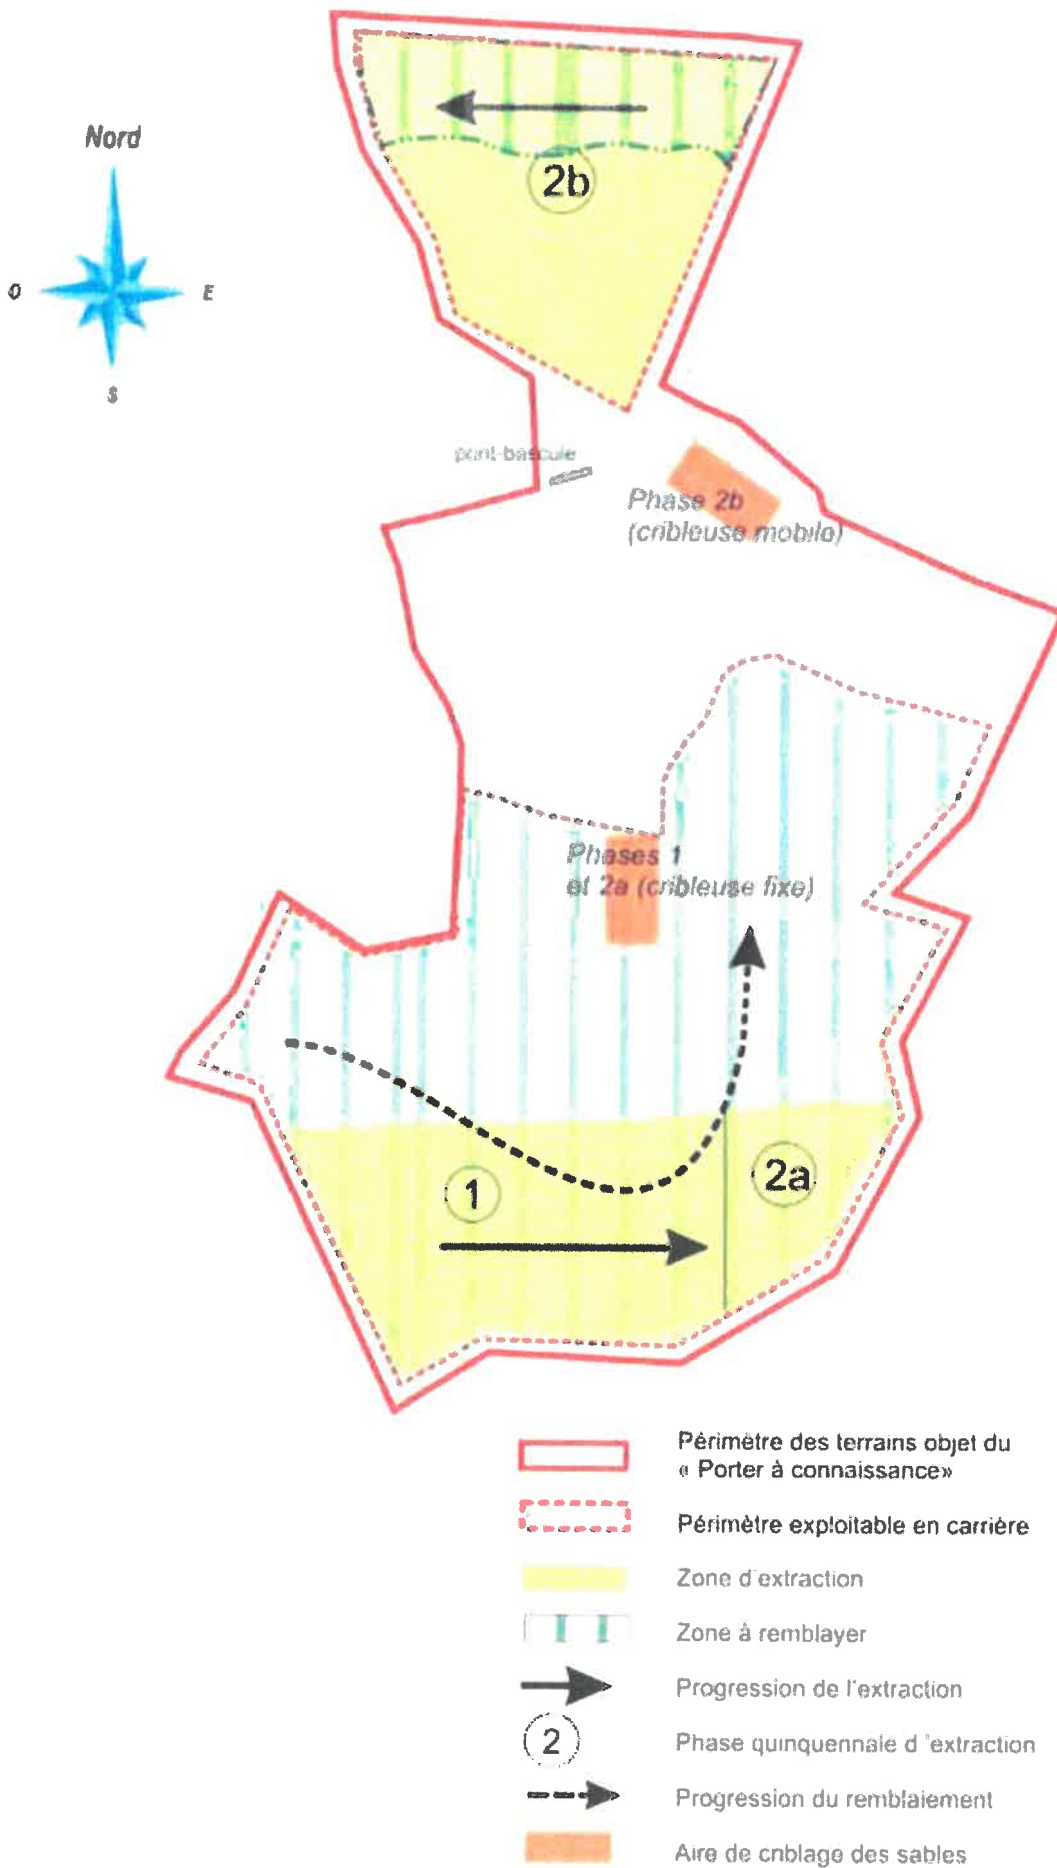 Nord
O
E
S
2b
pont-bascule
Phase 2b
(cribleuse mobile)
Phases 1
et 2a (cribleuse fixe)
1
2a
Périmètre des terrains objet du
« Porter à connaissance»
Périmètre exploitable en carrière
Zone d'extraction
Zone à remblayer
Progression de l'extraction
2
Phase quinquennale d 'extraction
Progression du remblaiement
Aire de criblage des sables